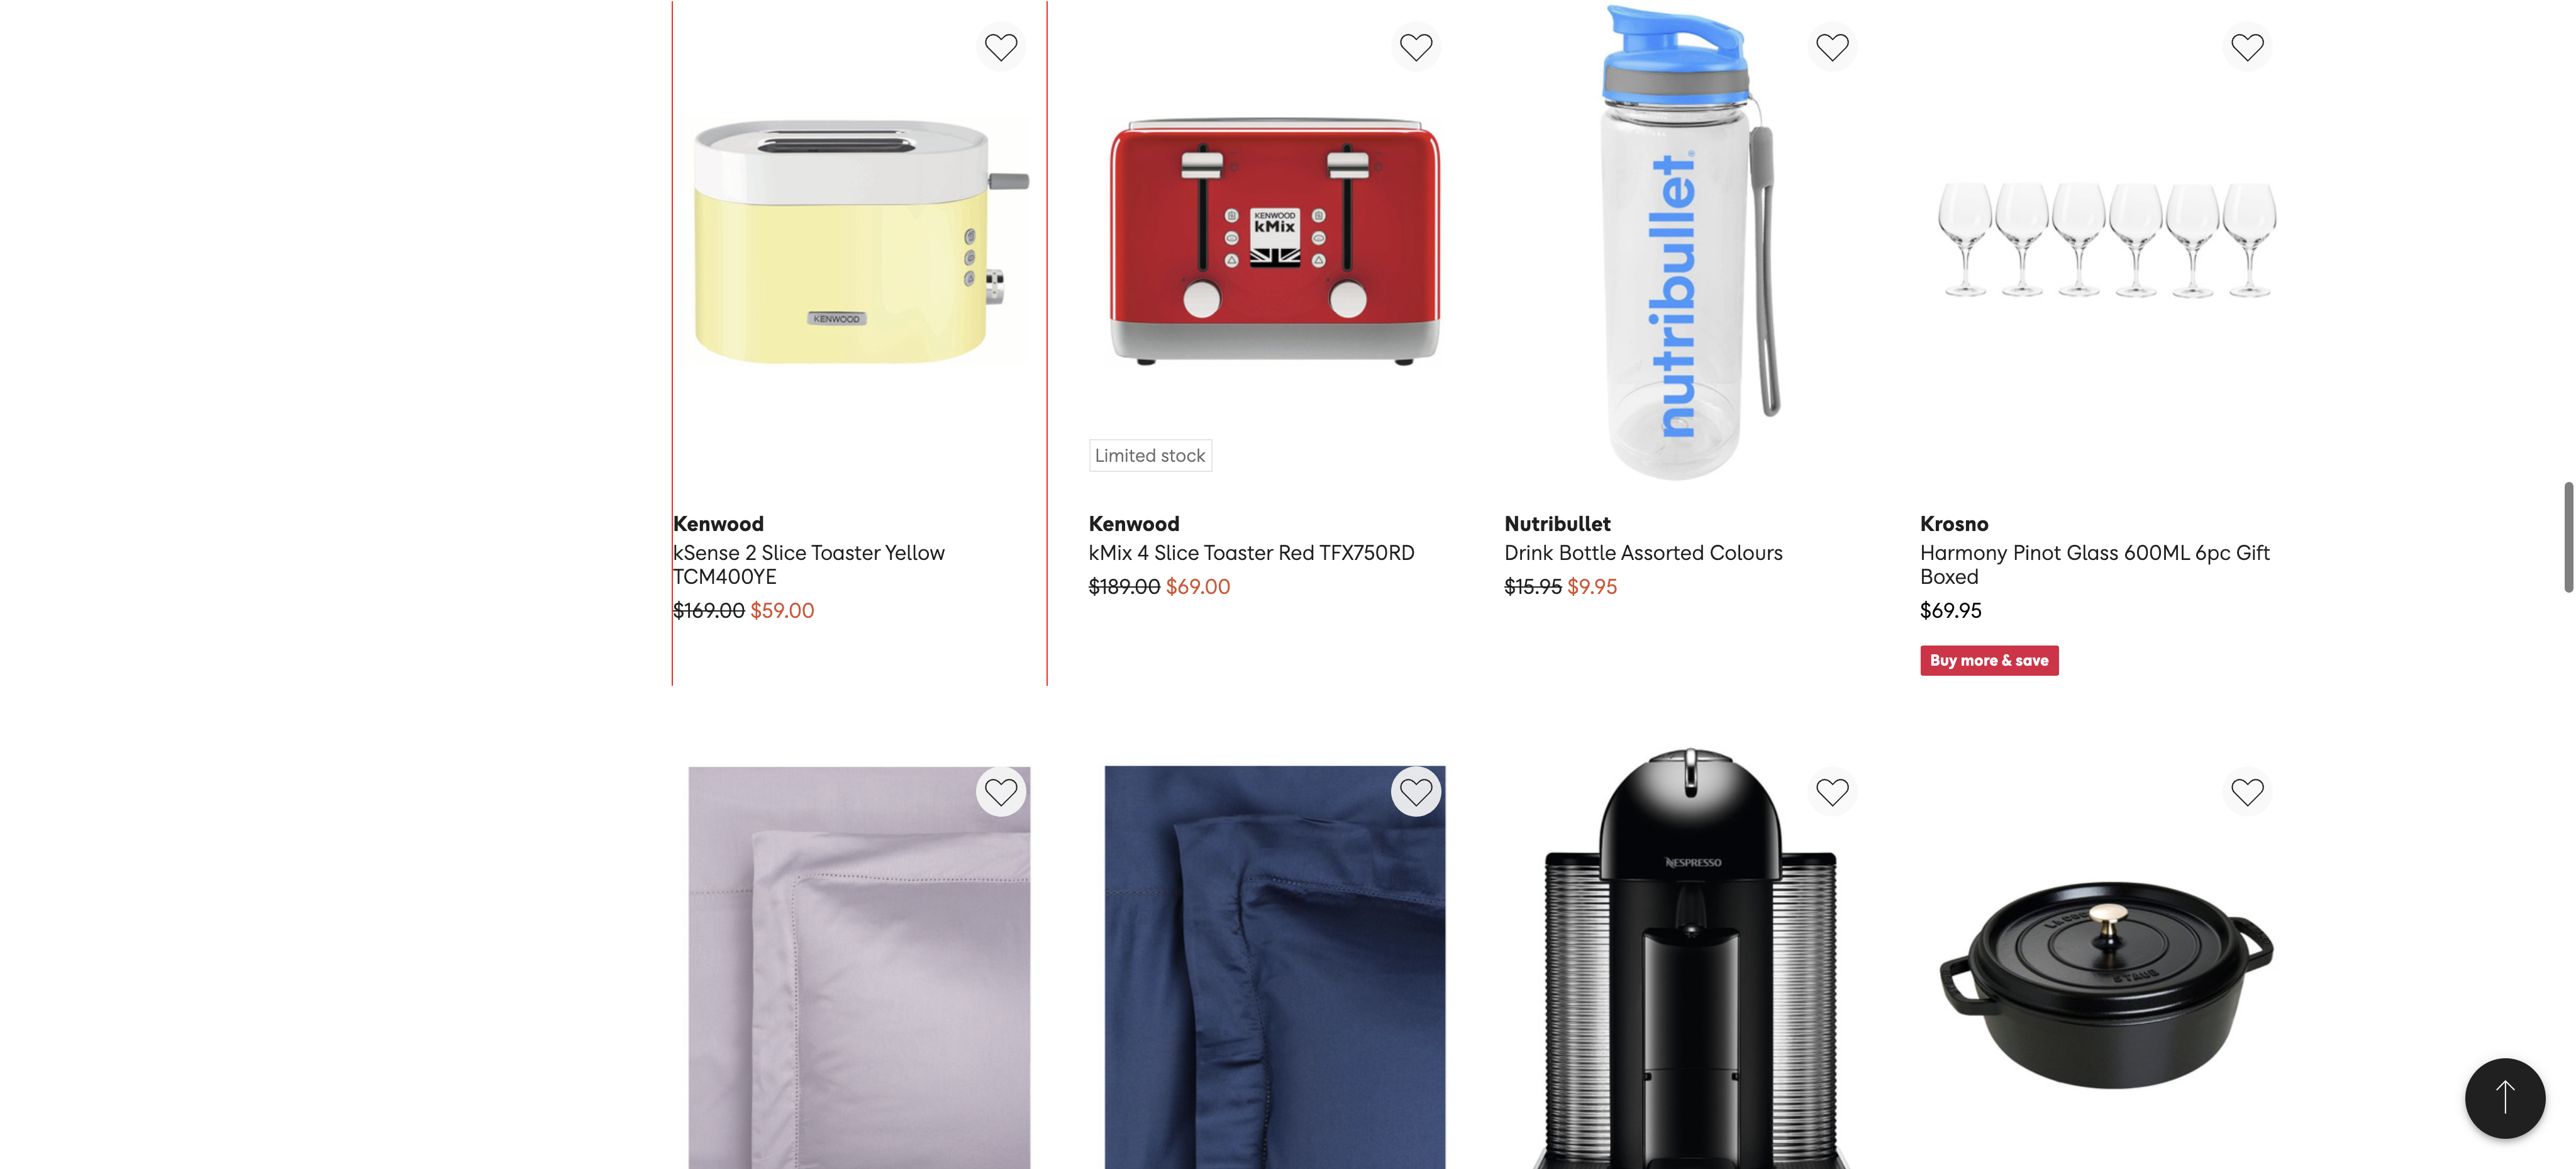 KENWOOD
KENWOOD
kMix
nutribullet
Limited stock
Kenwood
kSense 2 Slice Toaster Yellow
TCM400YE
$169.00 $59.00
Kenwood
kMix 4 Slice Toaster Red TFX750RD
$189.00 $69.00
Nutribullet
Drink Bottle Assorted Colours
$15.95 $9.95
Krosno
Harmony Pinot Glass 600ML 6pc Gift
Boxed
$69.95
Buy more & save
NESPRESSO
STAUB